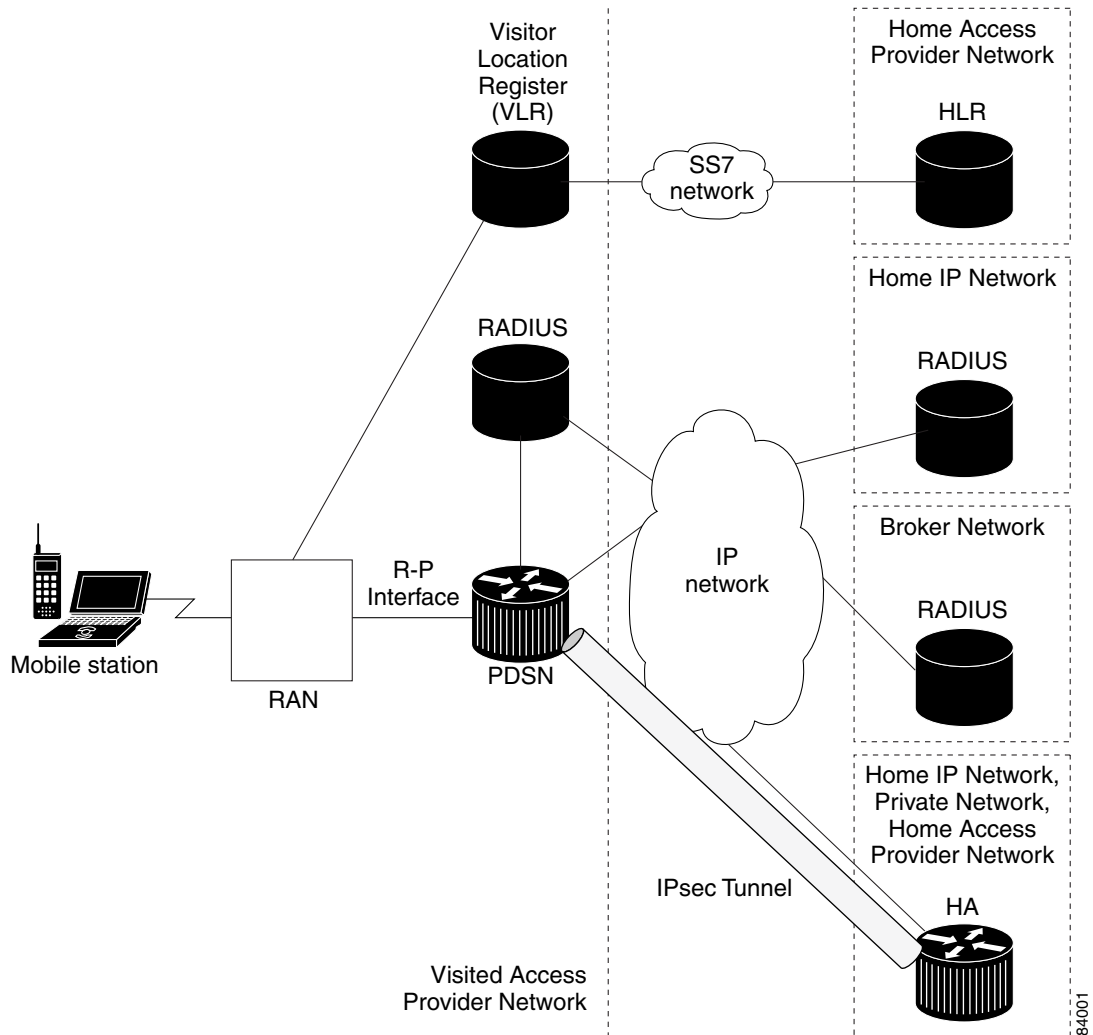 Visitor
Location
Register
(VLR)
Home Access
Provider Network
HLR
SS7
network
Home IP Network
RADIUS
RADIUS
Broker Network
RADIUS
IP
network
R-P
Interface
Mobile station
RAN
PDSN
Home IP Network,
Private Network,
Home Access
Provider Network
IPsec Tunnel
HA
Visited Access
Provider Network
84001